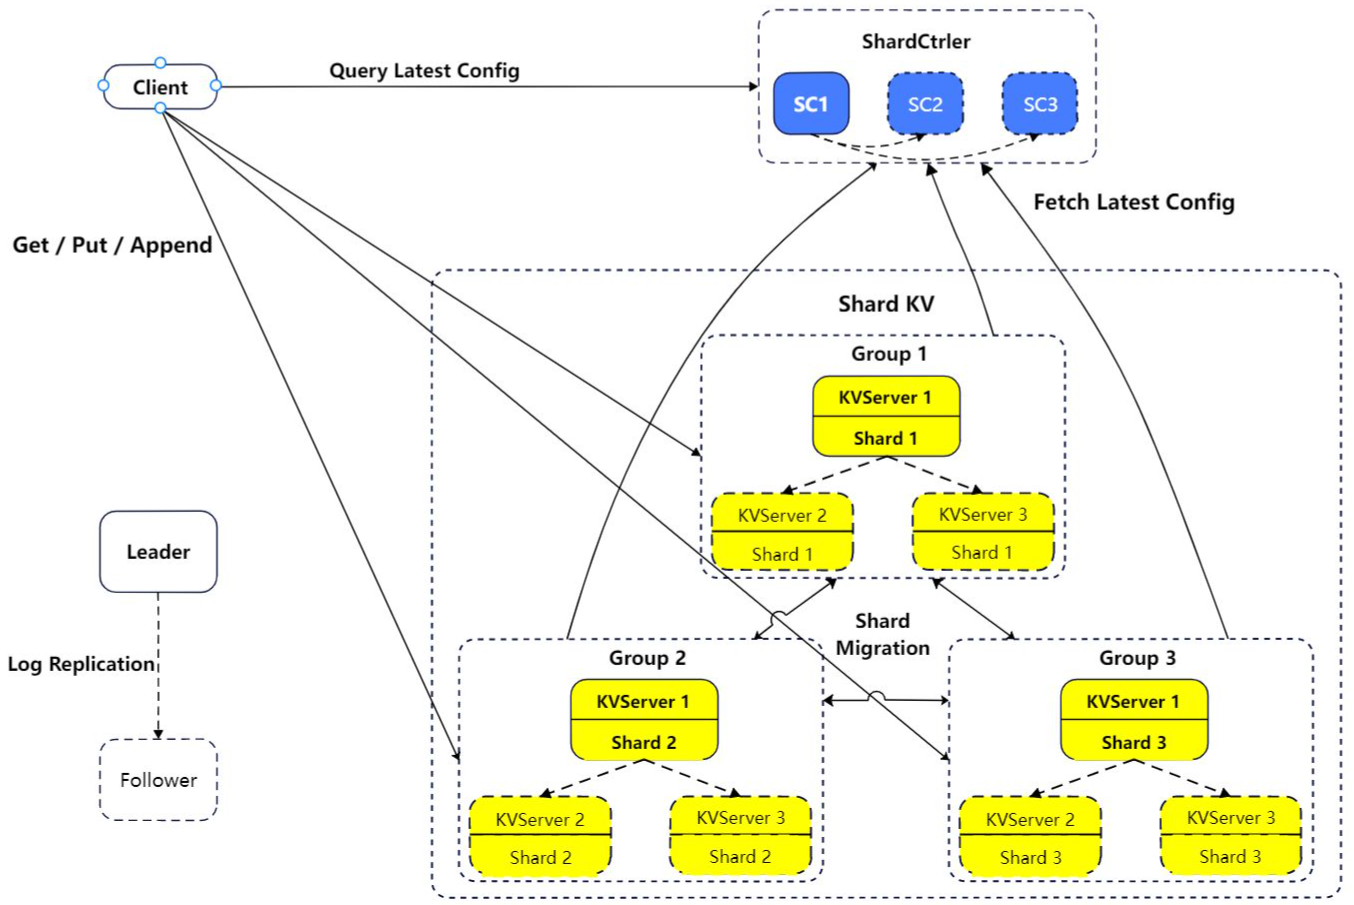 ShardCtrler
Query Latest Config
Client
SC1
SC2
SC3
Fetch Latest Config
Get / Put / Append
Shard KV
Group 1
KVServer 1
Shard 1
KVServer 2
Shard 1
KVServer 3
Shard 1
Leader
Log Replication
Follower
Shard
Migration
Group 2
KVServer 1
Shard 2
KVServer 2
Shard 2
KVServer 3
Shard 2
Group 3
KVServer 1
Shard 3
KVServer 2
Shard 3
KVServer 3
Shard 3